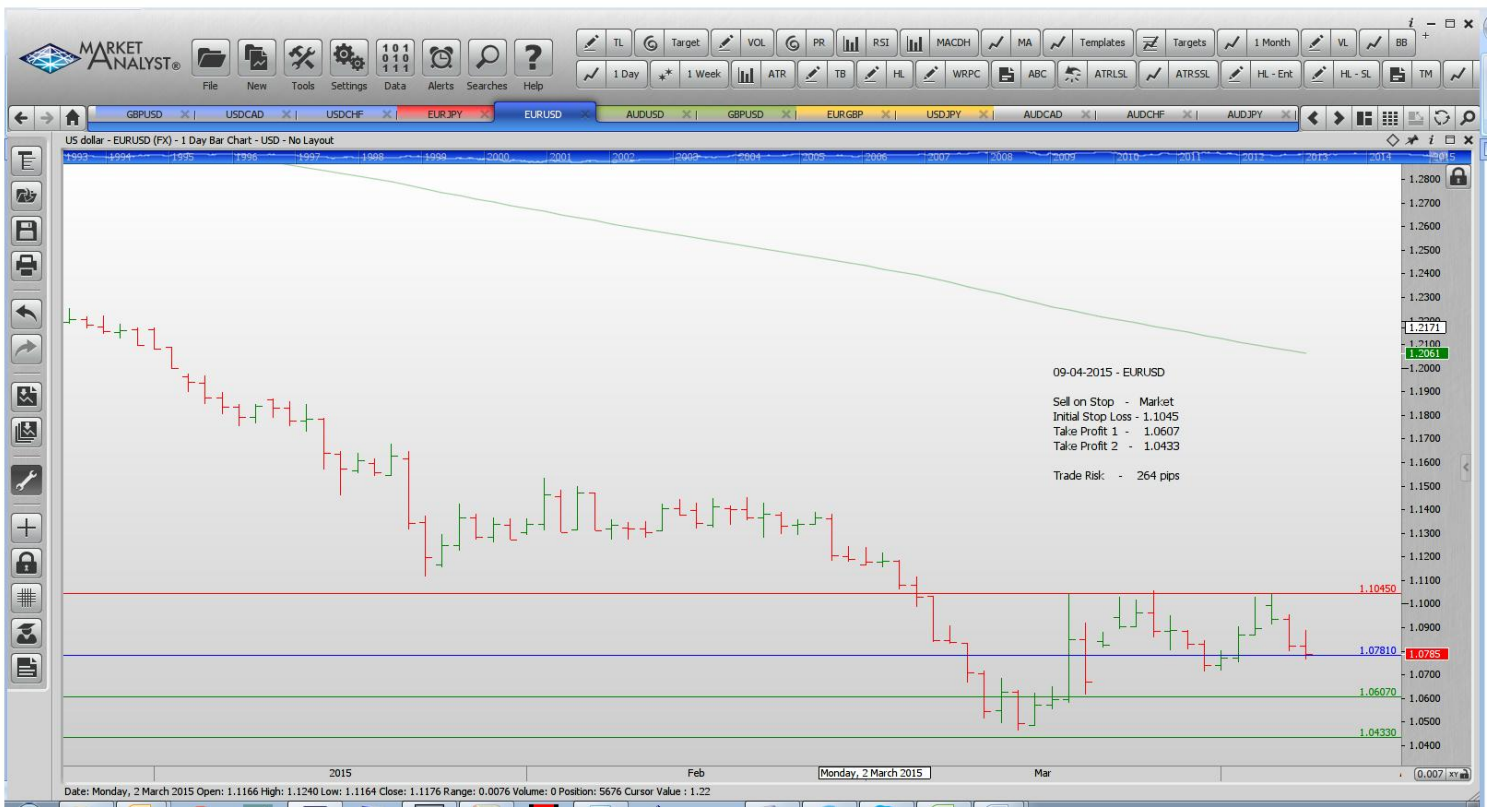 MARKET ANALYST®
File New Tools Settings Data Alerts Searches Help
TL Target VOL PR RSI MACDH MA Templates Targets 1 Month VL BB
1 Day 1 Week ATR TB HL WRPC ABC ATRLSL ATRSSL HL - Ent HL - SL TM
GBPUSD USDCAD USDCHF EURJPY EURUSD AUDUSD GBPUSD EURGBP USDJPY AUDCAD AUDCHF AUDJPY
US dollar - EURUSD (FX) - 1 Day Bar Chart - USD - No Layout
1993 1994 1995 1996 1997 1998 1999 2000 2001 2002 2003 2004 2005 2006 2007 2008 2009 2010 2011 2012 2013 2014 2015
1.2800
1.2700
1.2600
1.2500
1.2400
1.2300
1.2200
1.2171
1.2100
1.2061
1.2000
09-04-2015 - EURUSD
1.1900
Sell on Stop - Market
1.1800
Initial Stop Loss - 1.1045
Take Profit 1 - 1.0607
1.1700
Take Profit 2 - 1.0433
1.1600
Trade Risk - 264 pips
1.1500
1.1400
1.1300
1.1200
1.1100
1.10450
1.1000
1.0900
1.07810
1.0785
1.0700
1.06070
1.0600
1.0500
1.04330
1.0400
2015 Feb Monday, 2 March 2015 Mar
0.007 XY
Date: Monday, 2 March 2015 Open: 1.1166 High: 1.1240 Low: 1.1164 Close: 1.1176 Range: 0.0076 Volume: 0 Position: 5676 Cursor Value : 1.22